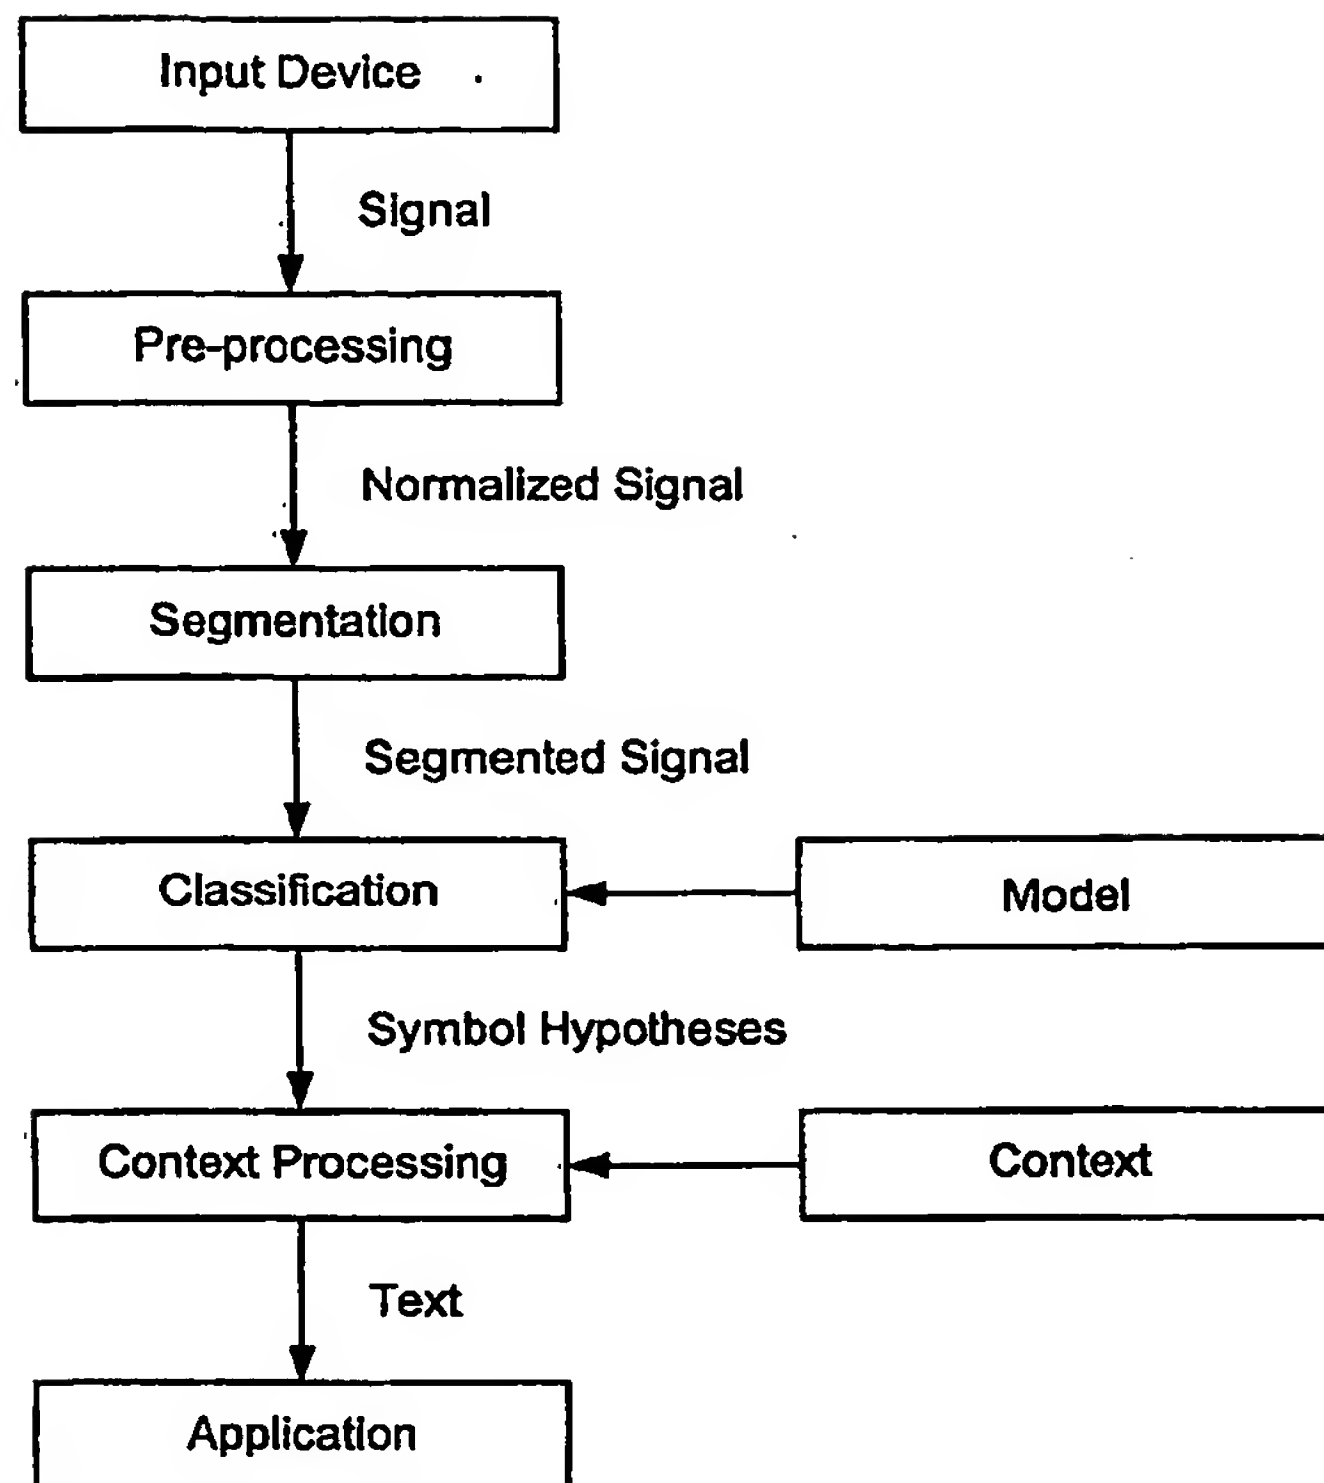 Input Device
Signal
Pre-processing
Normalized Signal
Segmentation
Segmented Signal
Classification
Model
Symbol Hypotheses
Context Processing
Context
Text
Application